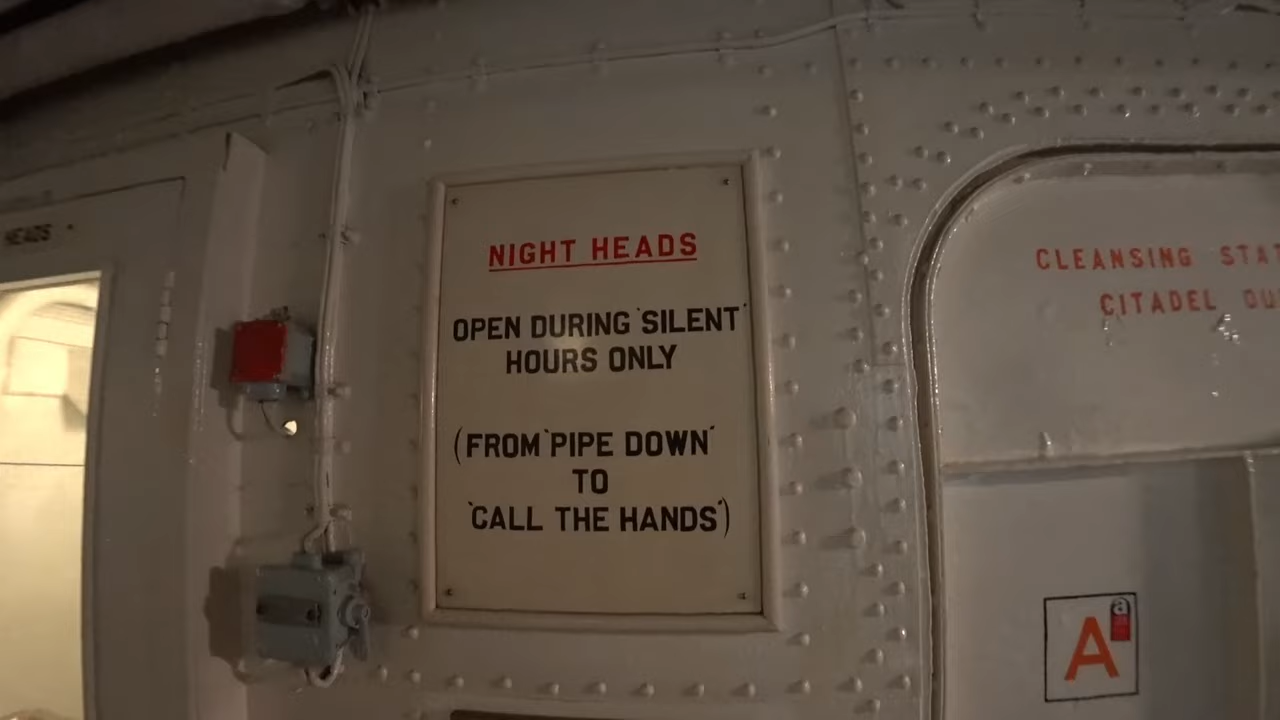 HEADS
NIGHT HEADS
OPEN DURING 'SILENT'
HOURS ONLY
(FROM 'PIPE DOWN'
TO
'CALL THE HANDS')
CLEANSING
CITADEL
a
A